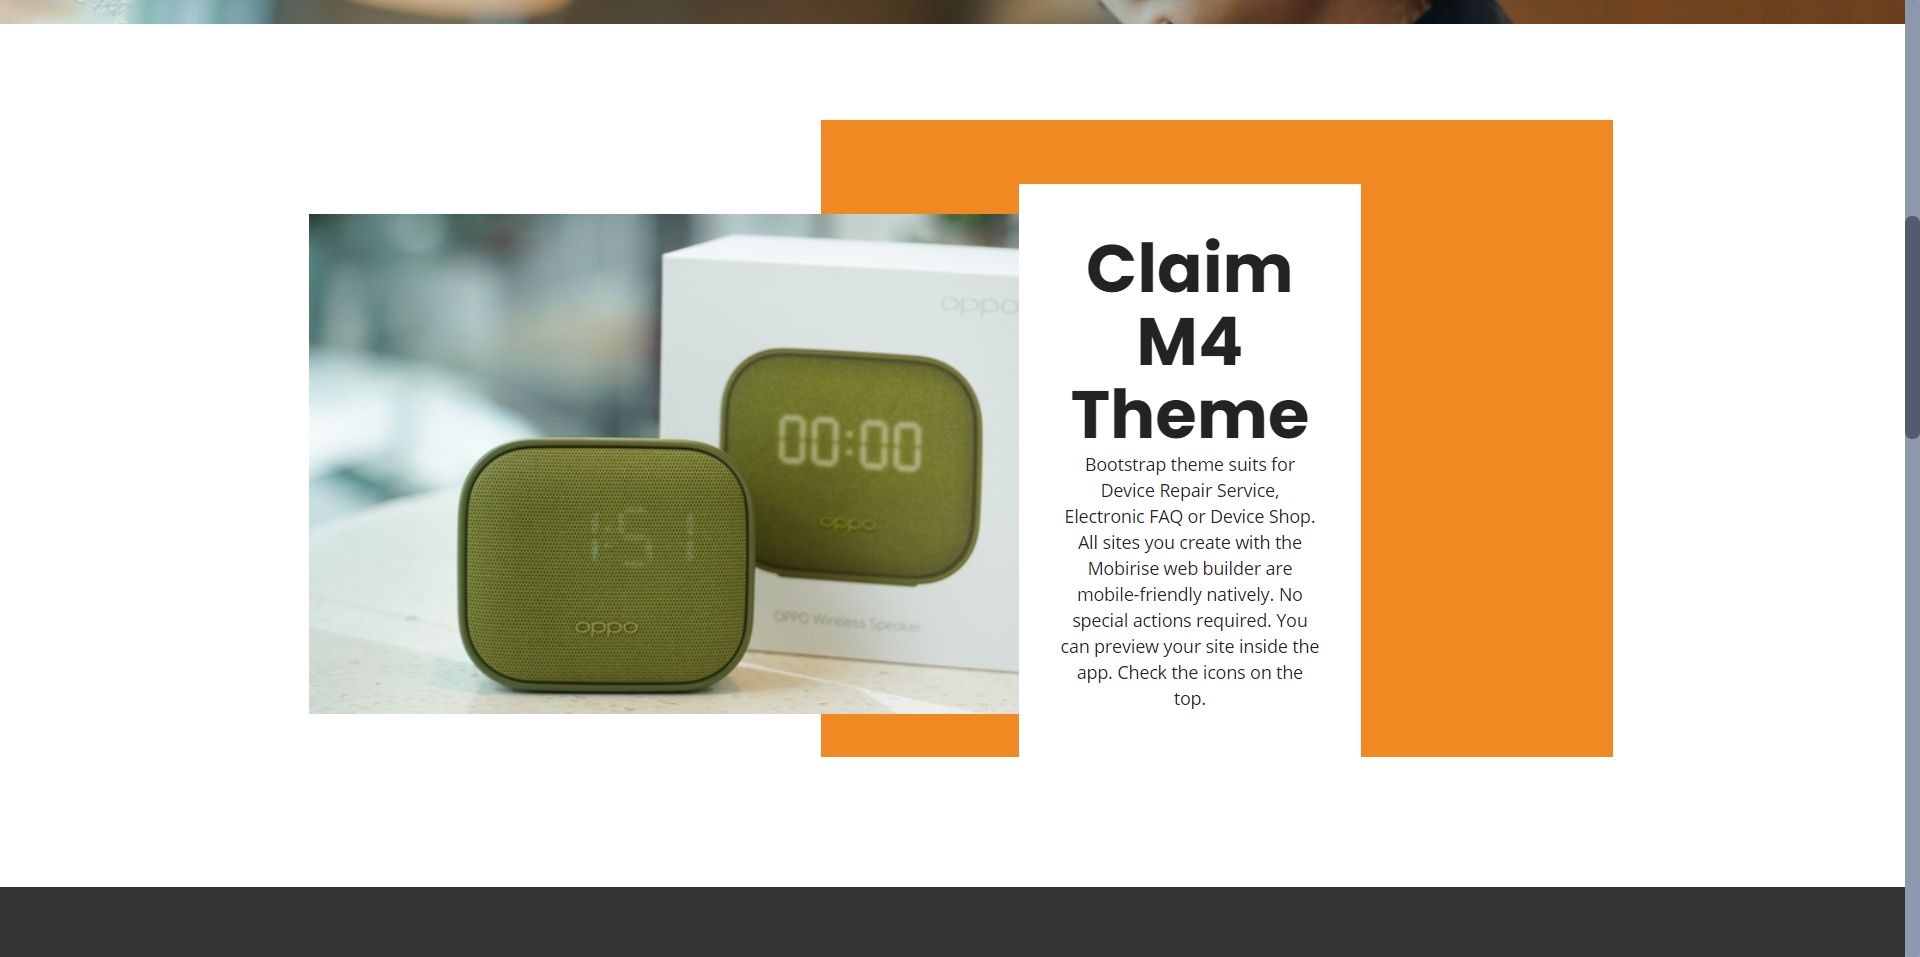 oppo
00:00
oppo
oppo
OPPO Wireless Speaker
Claim
M4
Theme
Bootstrap theme suits for
Device Repair Service,
Electronic FAQ or Device Shop.
All sites you create with the
Mobirise web builder are
mobile-friendly natively. No
special actions required. You
can preview your site inside the
app. Check the icons on the
top.